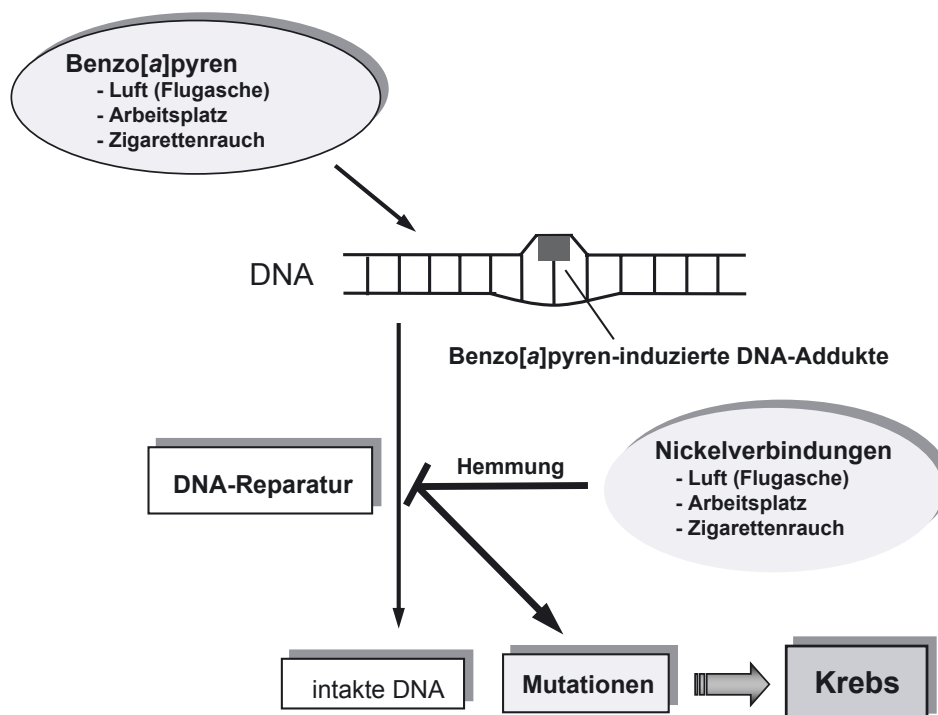 Benzo[a]pyren
- Luft (Flugasche)
- Arbeitsplatz
- Zigarettenrauch
DNA
Benzo[a]pyren-induzierte DNA-Addukte
Nickelverbindungen
- Luft (Flugasche)
- Arbeitsplatz
- Zigarettenrauch
Hemmung
DNA-Reparatur
intakte DNA
Mutationen
Krebs